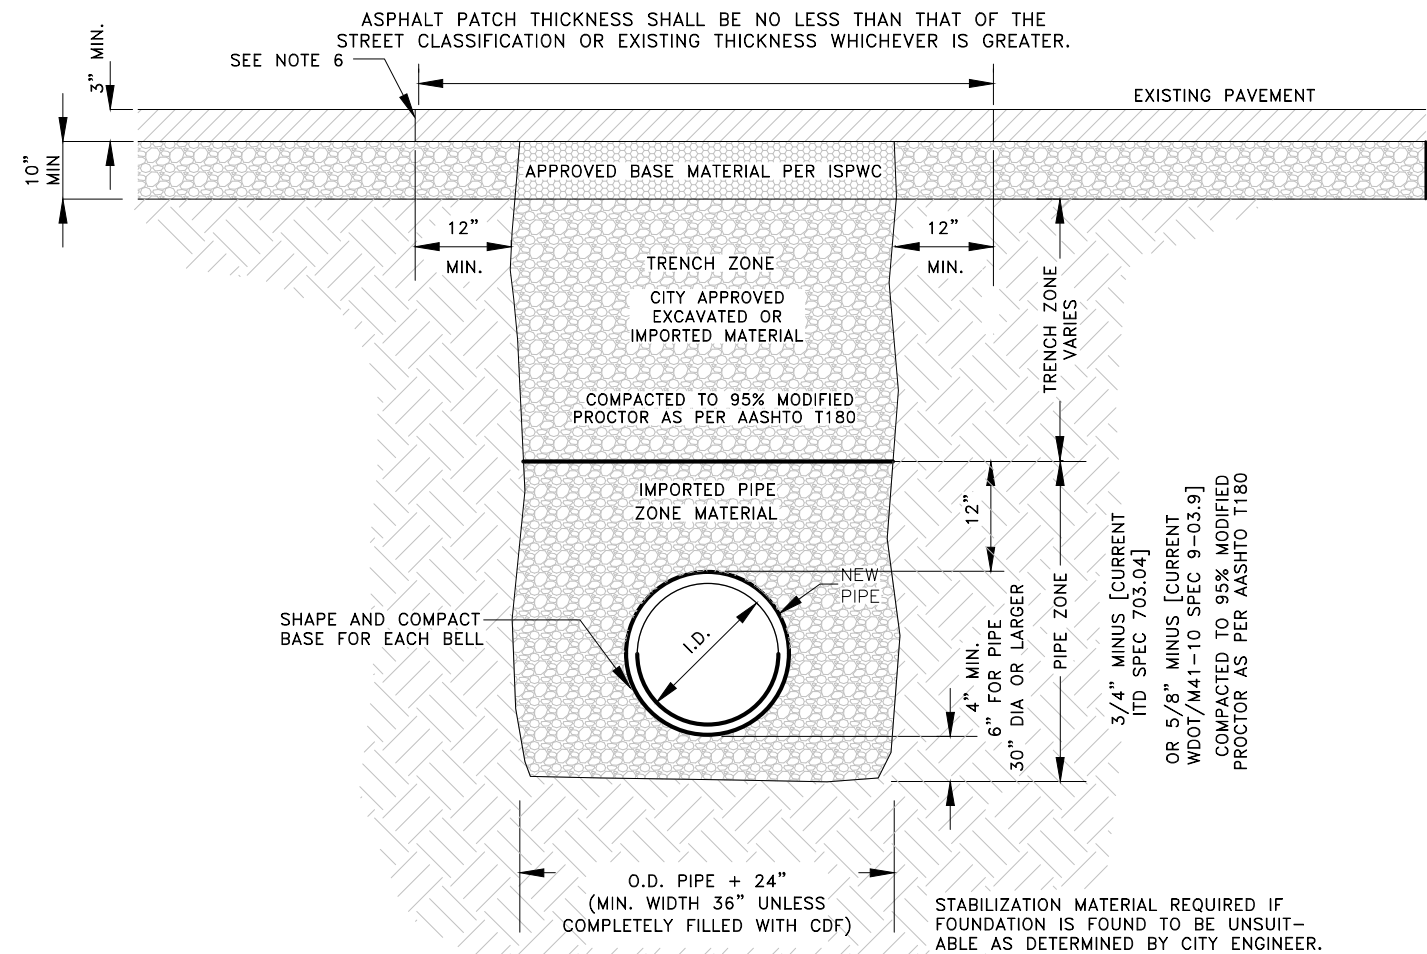 ASPHALT PATCH THICKNESS SHALL BE NO LESS THAN THAT OF THE
STREET CLASSIFICATION OR EXISTING THICKNESS WHICHEVER IS GREATER.
SEE NOTE 6
3" MIN.
EXISTING PAVEMENT
10"
MIN
APPROVED BASE MATERIAL PER ISPWC
12"
MIN.
12"
MIN.
TRENCH ZONE
CITY APPROVED
EXCAVATED OR
IMPORTED MATERIAL
TRENCH ZONE
VARIES
COMPACTED TO 95% MODIFIED
PROCTOR AS PER AASHTO T180
IMPORTED PIPE
ZONE MATERIAL
12"
NEW
PIPE
SHAPE AND COMPACT
BASE FOR EACH BELL
I.D.
4" MIN.
6" FOR PIPE
30" DIA OR LARGER
PIPE ZONE
3/4" MINUS [CURRENT
ITD SPEC 703.04]
OR 5/8" MINUS [CURRENT
WDOT/M41-10 SPEC 9-03.9]
COMPACTED TO 95% MODIFIED
PROCTOR AS PER AASHTO T180
O.D. PIPE + 24"
(MIN. WIDTH 36" UNLESS
COMPLETELY FILLED WITH CDF)
STABILIZATION MATERIAL REQUIRED IF
FOUNDATION IS FOUND TO BE UNSUIT-
ABLE AS DETERMINED BY CITY ENGINEER.